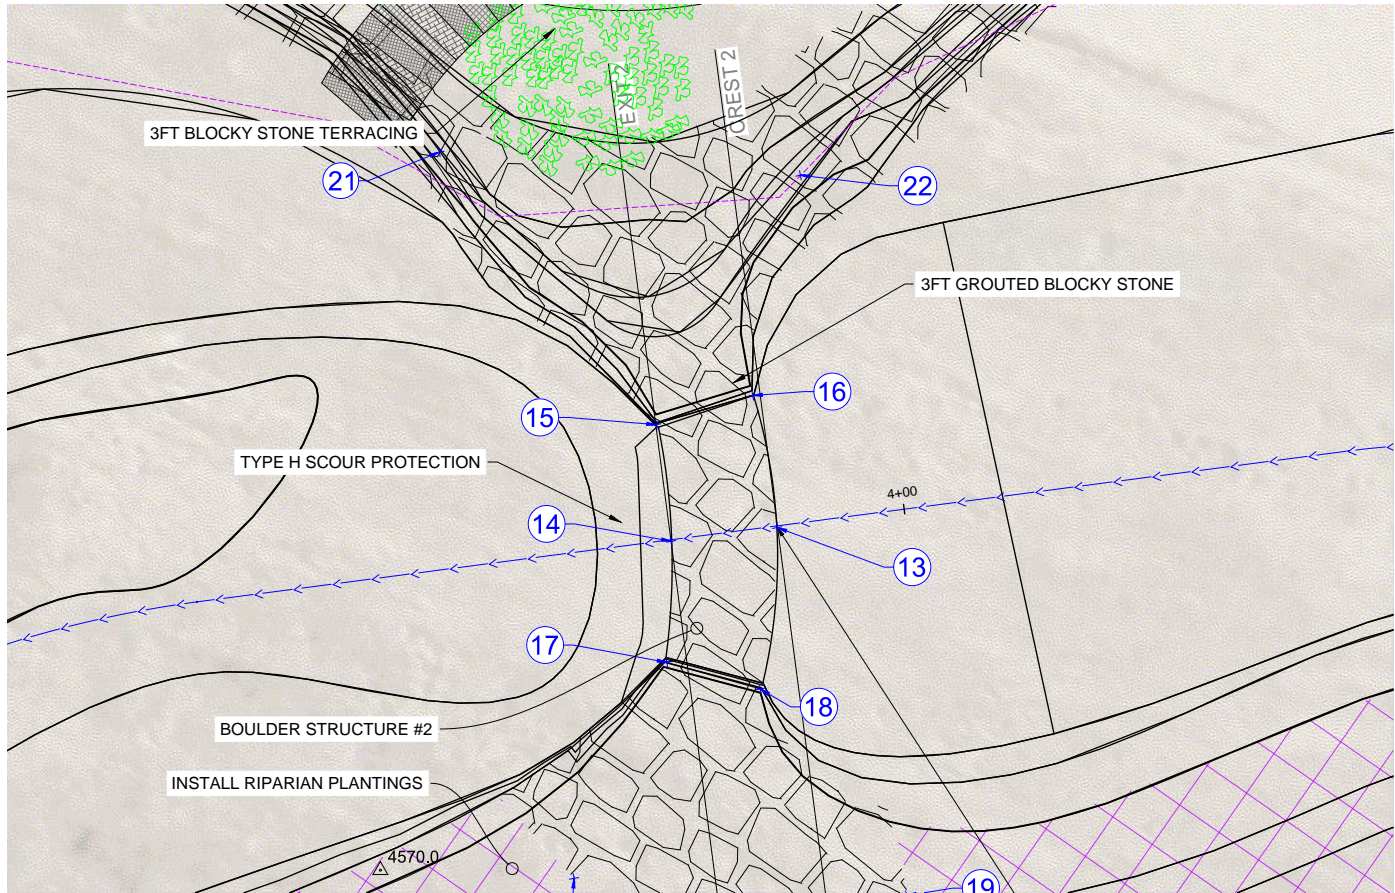 EXIT 2
CREST 2
3FT BLOCKY STONE TERRACING
21
22
3FT GROUTED BLOCKY STONE
16
15
TYPE H SCOUR PROTECTION
4+00
14
13
17
18
BOULDER STRUCTURE #2
INSTALL RIPARIAN PLANTINGS
4570.0
19